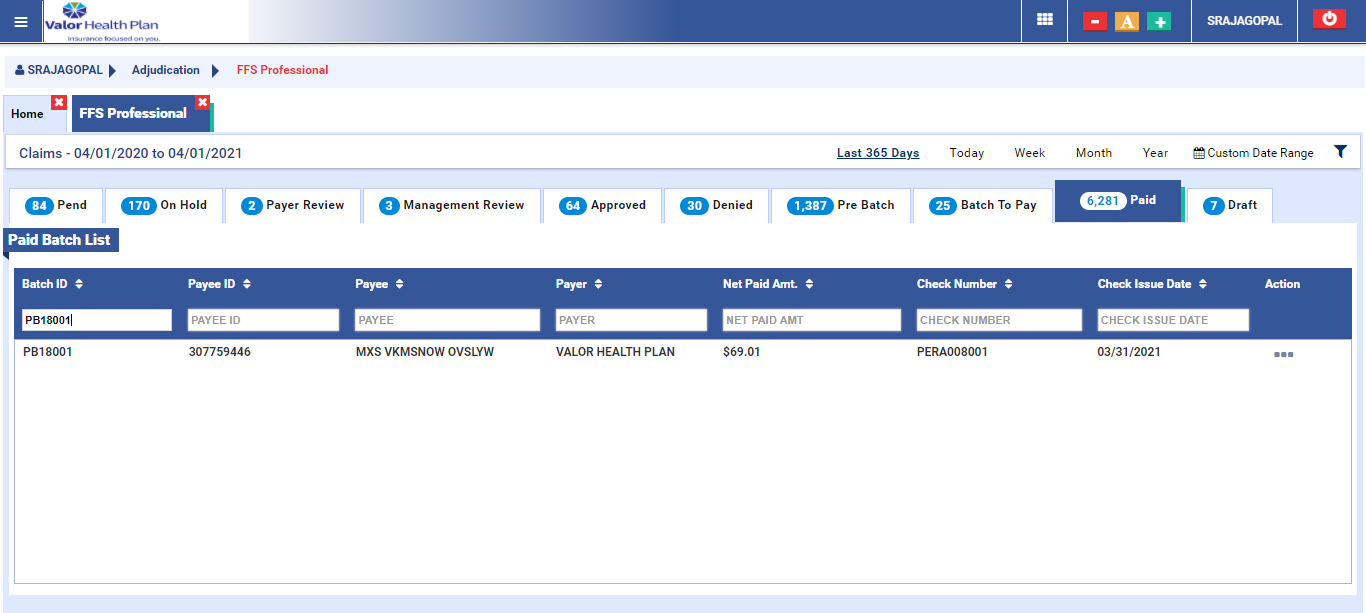 Valor Health Plan
Insurance focused on you.
A
SRAJAGOPAL
SRAJAGOPAL Adjudication FFS Professional
Home FFS Professional
Claims - 04/01/2020 to 04/01/2021 Last 365 Days Today Week Month Year Custom Date Range
84 Pend 170 On Hold 2 Payer Review 3 Management Review 64 Approved 30 Denied 1,387 Pre Batch 25 Batch To Pay 6,281 Paid 7 Draft
Paid Batch List
Batch ID Payee ID Payee Payer Net Paid Amt. Check Number Check Issue Date Action
PB18001 PAYEE ID PAYEE PAYER NET PAID AMT CHECK NUMBER CHECK ISSUE DATE
PB18001 307759446 MXS VKMSNOW OVSLYW VALOR HEALTH PLAN $69.01 PERA008001 03/31/2021